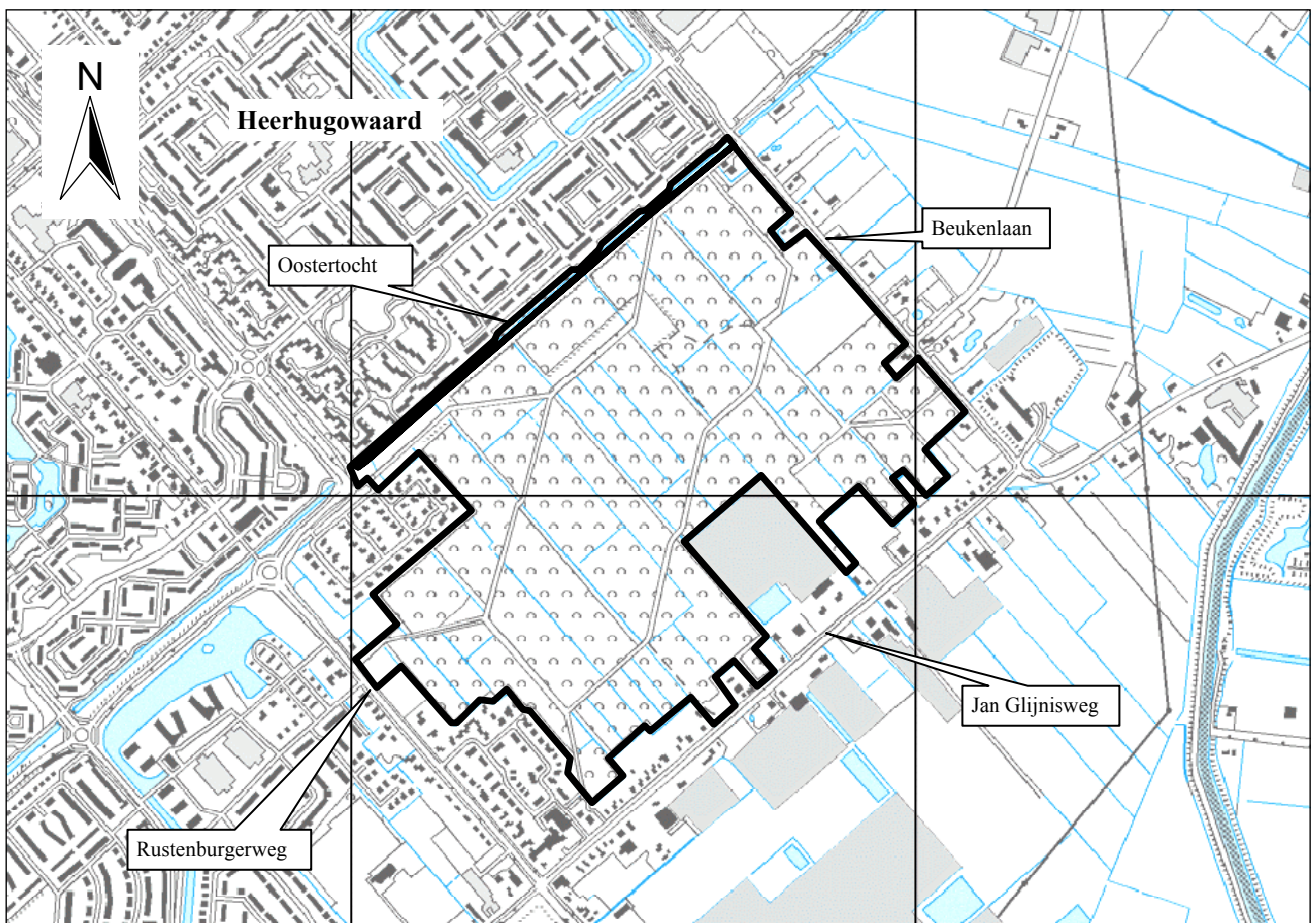 N
Heerhugowaard
Beukenlaan
Oostertocht
Jan Glijnisweg
Rustenburgerweg